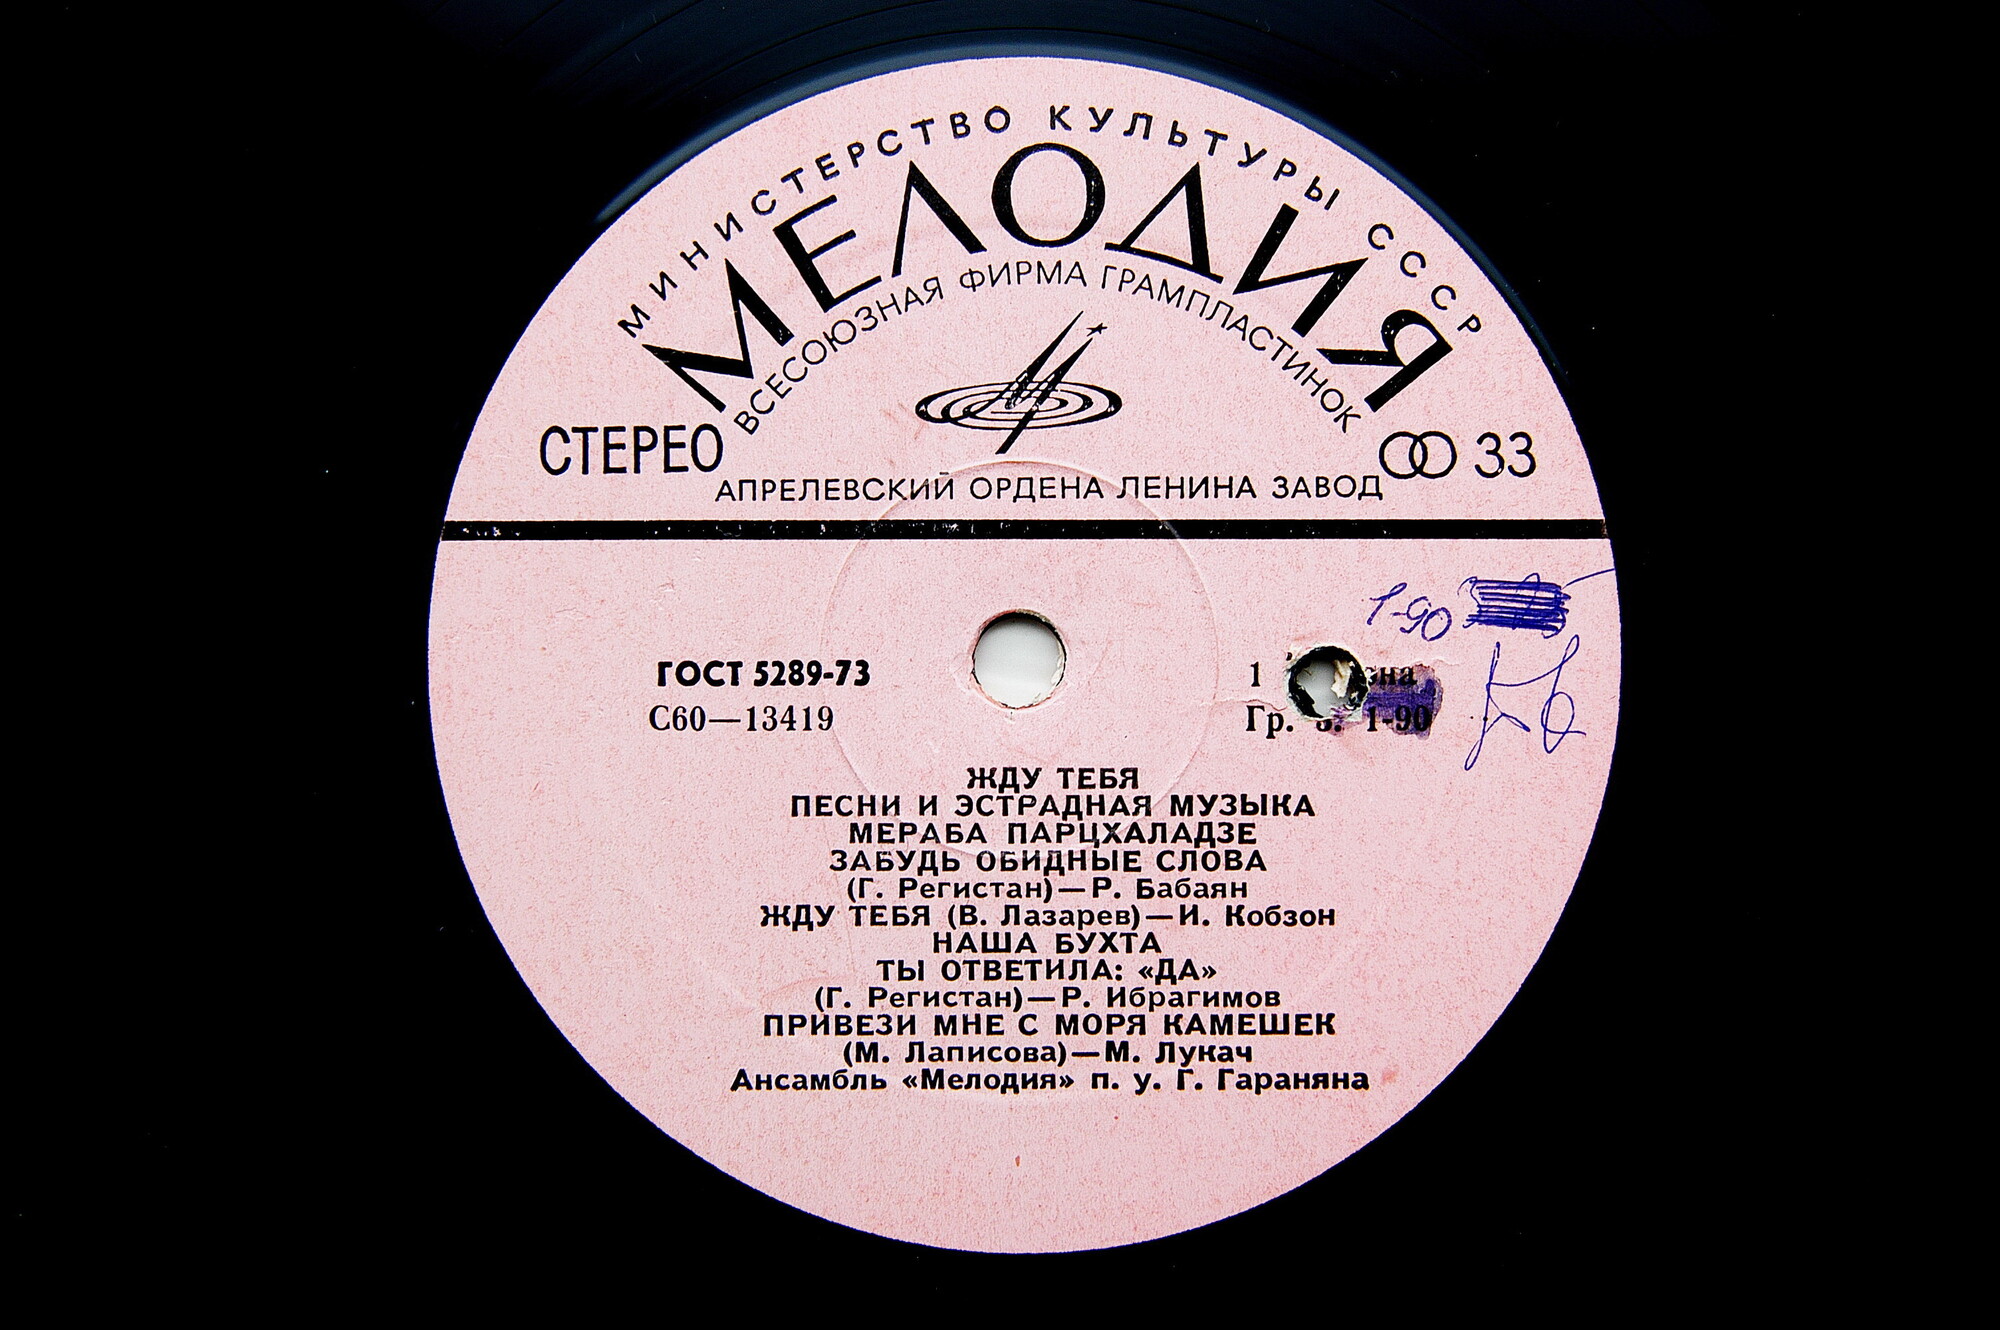 МИНИСТЕРСТВО КУЛЬТУРЫ СССР
МЕЛОДИЯ
ВСЕСОЮЗНАЯ ФИРМА ГРАМПЛАСТИНОК
СТЕРЕО
33
АПРЕЛЕВСКИЙ ОРДЕНА ЛЕНИНА ЗАВОД
1-90
ГОСТ 5289-73
1
С60—13419
Гр. 3. 1-90
ЖДУ ТЕБЯ
ПЕСНИ И ЭСТРАДНАЯ МУЗЫКА
МЕРАБА ПАРЦХАЛАДЗЕ
ЗАБУДЬ ОБИДНЫЕ СЛОВА
(Г. Регистан)—Р. Бабаян
ЖДУ ТЕБЯ (В. Лазарев)—И. Кобзон
НАША БУХТА
ТЫ ОТВЕТИЛА: «ДА»
(Г. Регистан)—Р. Ибрагимов
ПРИВЕЗИ МНЕ С МОРЯ КАМЕШЕК
(М. Лаписова)—М. Лукач
Ансамбль «Мелодия» п. у. Г. Гараняна